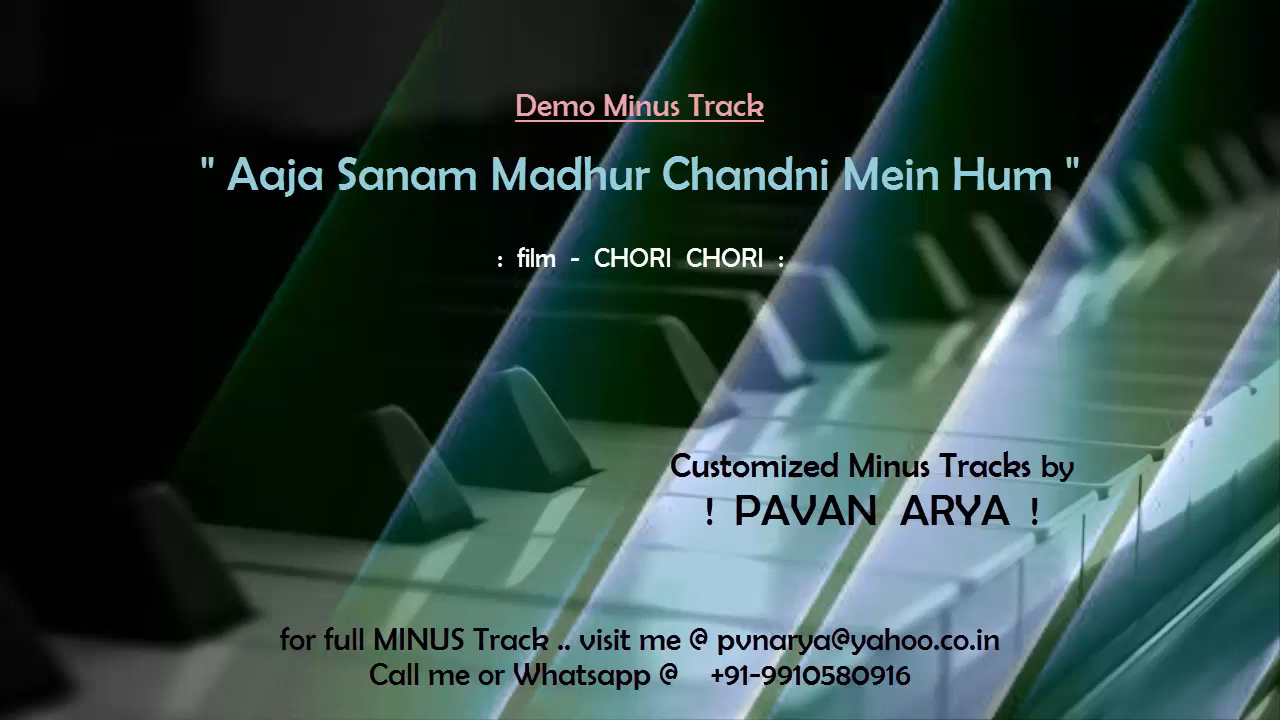 Demo Minus Track
" Aaja Sanam Madhur Chandni Mein Hum "
: film - CHORI CHORI :
Customized Minus Tracks by
! PAVAN ARYA !
for full MINUS Track .. visit me @ pvnarya@yahoo.co.in
Call me or Whatsapp @ +91-9910580916